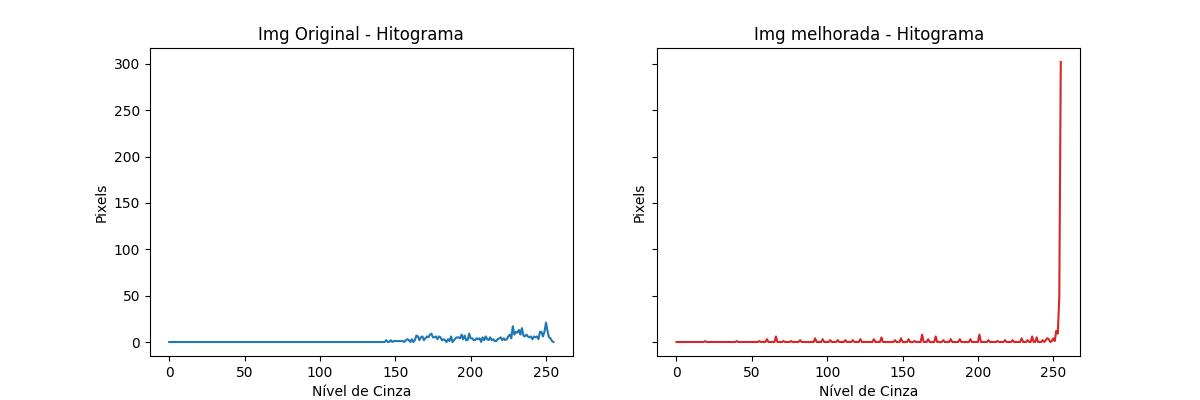 Img Original - Hitograma
Img melhorada - Hitograma
300
250
200
150
100
50
0
Pixels
Pixels
0 50 100 150 200 250
0 50 100 150 200 250
Nível de Cinza
Nível de Cinza